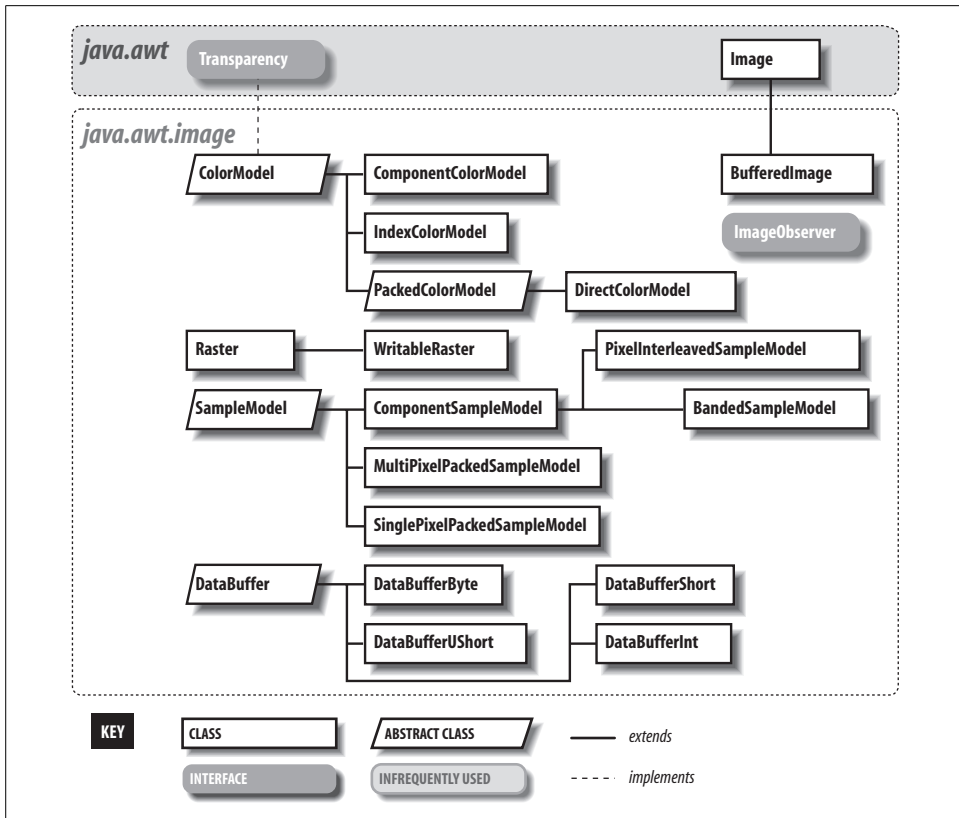 java.awt
Transparency
Image
java.awt.image
ColorModel
ComponentColorModel
BufferedImage
IndexColorModel
ImageObserver
PackedColorModel
DirectColorModel
Raster
WritableRaster
PixelInterleavedSampleModel
SampleModel
ComponentSampleModel
BandedSampleModel
MultiPixelPackedSampleModel
SinglePixelPackedSampleModel
DataBuffer
DataBufferByte
DataBufferShort
DataBufferUShort
DataBufferInt
KEY
CLASS
ABSTRACT CLASS
extends
INTERFACE
INFREQUENTLY USED
implements